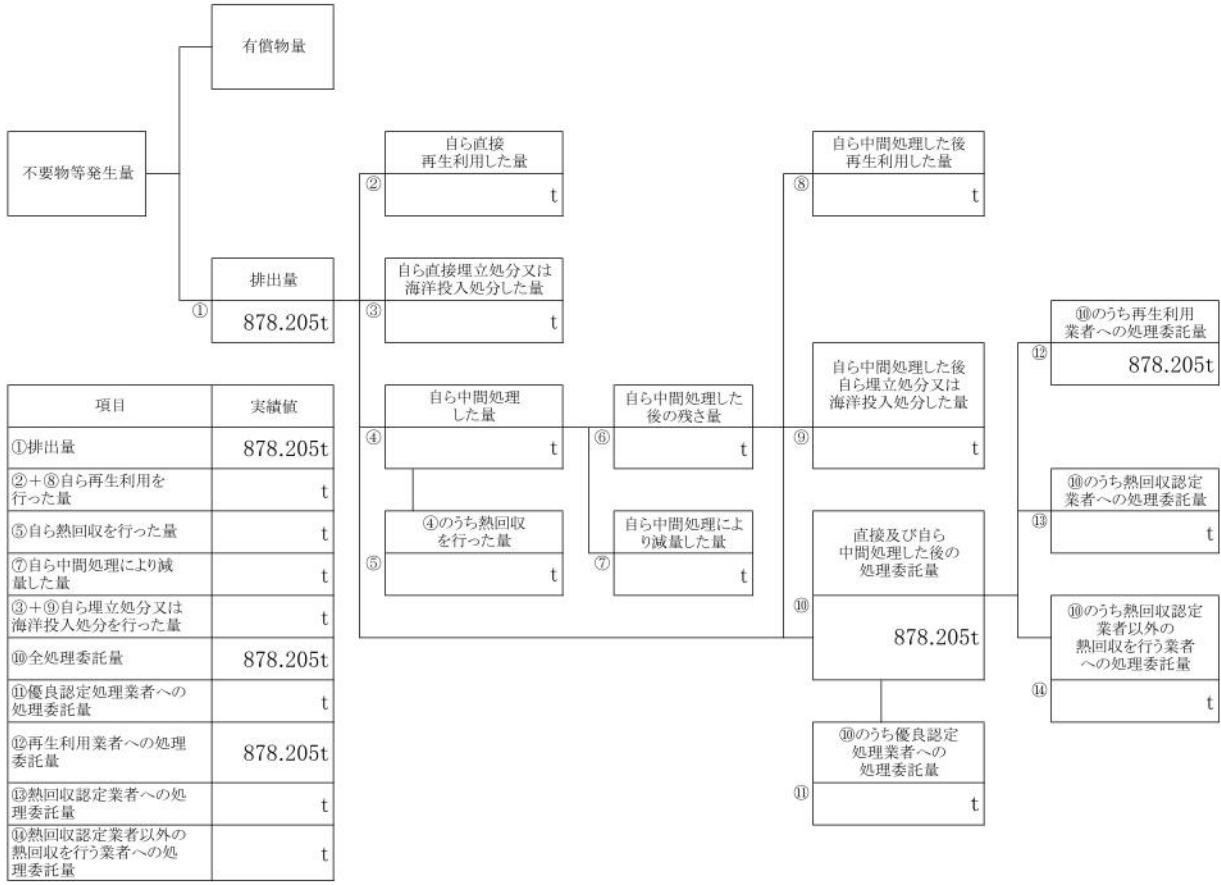 有償物量
不要物等発生量
排出量
①
878.205t
自ら直接
再生利用した量
②
t
自ら直接埋立処分又は
海洋投入処分した量
③
t
自ら中間処理
した量
④
t
④のうち熱回収
を行った量
⑤
t
自ら中間処理した
後の残さ量
⑥
t
自ら中間処理によ
り減量した量
⑦
t
自ら中間処理した後
再生利用した量
⑧
t
自ら中間処理した後
自ら埋立処分又は
海洋投入処分した量
⑨
t
直接及び自ら
中間処理した後の
処理委託量
⑩
878.205t
⑩のうち優良認定
処理業者への
処理委託量
⑪
t
⑩のうち再生利用
業者への処理委託量
⑫
878.205t
⑩のうち熱回収認定
業者への処理委託量
⑬
t
⑩のうち熱回収認定
業者以外の
熱回収を行う業者
への処理委託量
⑭
t
項目 実績値
①排出量 878.205t
②+⑧自ら再生利用を
行った量 t
⑤自ら熱回収を行った量 t
⑦自ら中間処理により減
量した量 t
③+⑨自ら埋立処分又は
海洋投入処分を行った量 t
⑩全処理委託量 878.205t
⑪優良認定処理業者への
処理委託量 t
⑫再生利用業者への処理
委託量 878.205t
⑬熱回収認定業者への処
理委託量 t
⑭熱回収認定業者以外の
熱回収を行う業者への処
理委託量 t